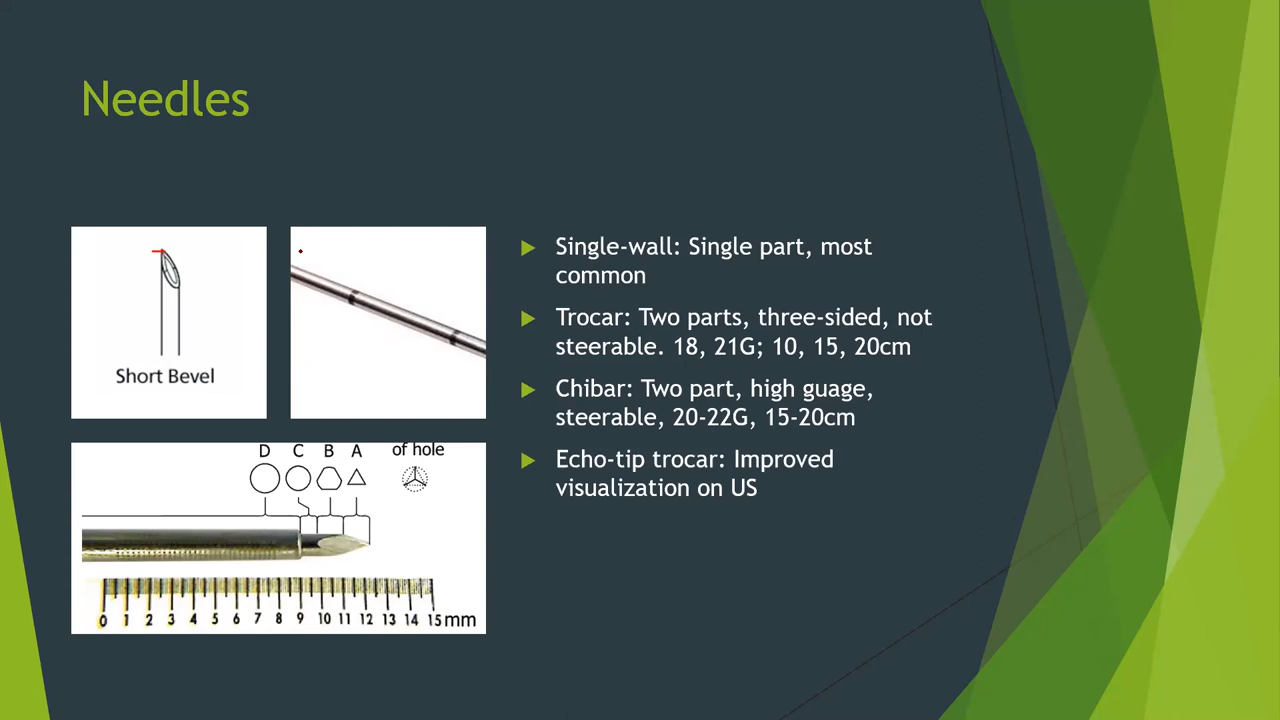 Needles
Short Bevel
D C B A of hole
0 1 2 3 4 5 6 7 8 9 10 11 12 13 14 15 mm
Single-wall: Single part, most
common
Trocar: Two parts, three-sided, not
steerable. 18, 21G; 10, 15, 20cm
Chibar: Two part, high guage,
steerable, 20-22G, 15-20cm
Echo-tip trocar: Improved
visualization on US